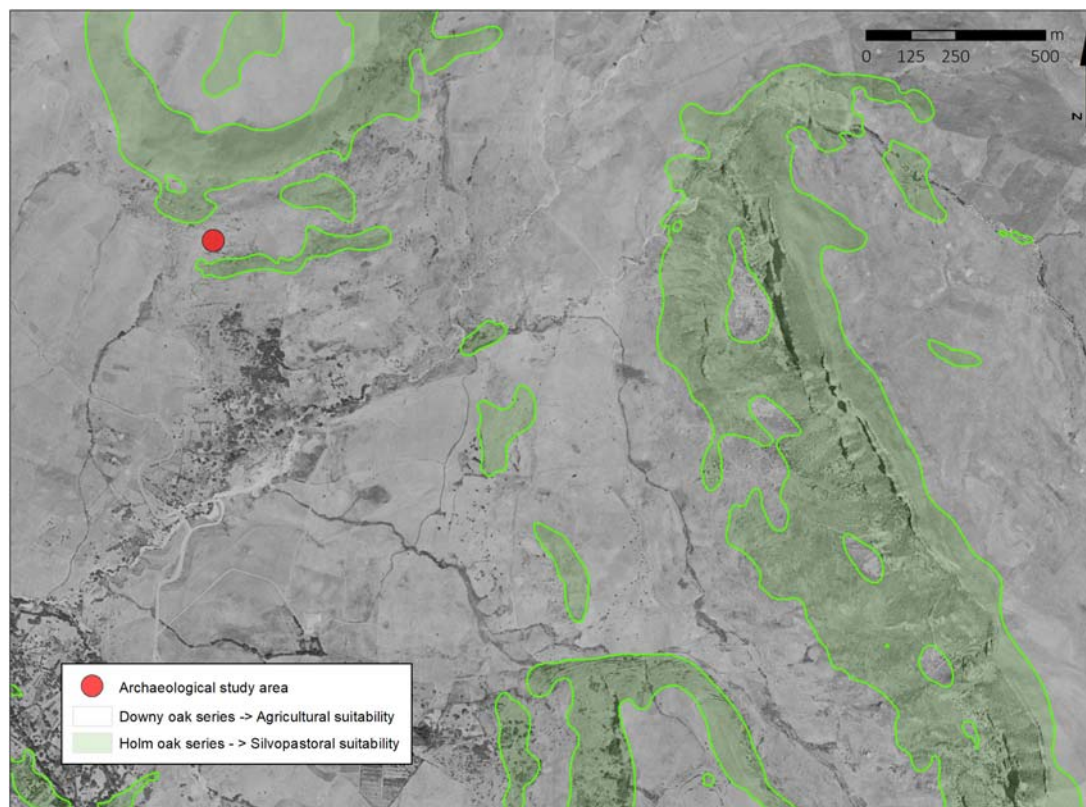 m
0 125 250 500
z
Archaeological study area
Downy oak series -> Agricultural suitability
Holm oak series - > Silvopastoral suitability